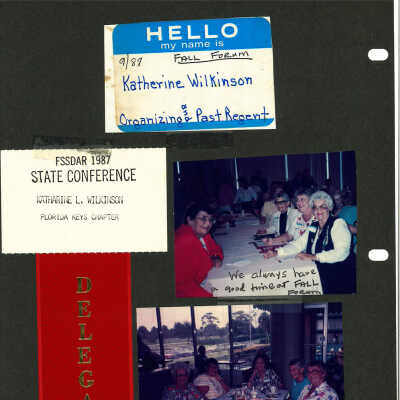 HELLO
my name is
9/87 FALL FORUM
Katherine Wilkinson
Organizing & Past Regent
FSSDAR 1987
STATE CONFERENCE
KATHARINE L. WILKINSON
FLORIDA KEYS CHAPTER
We always have
a good time at FALL
FORUM
DELEGA